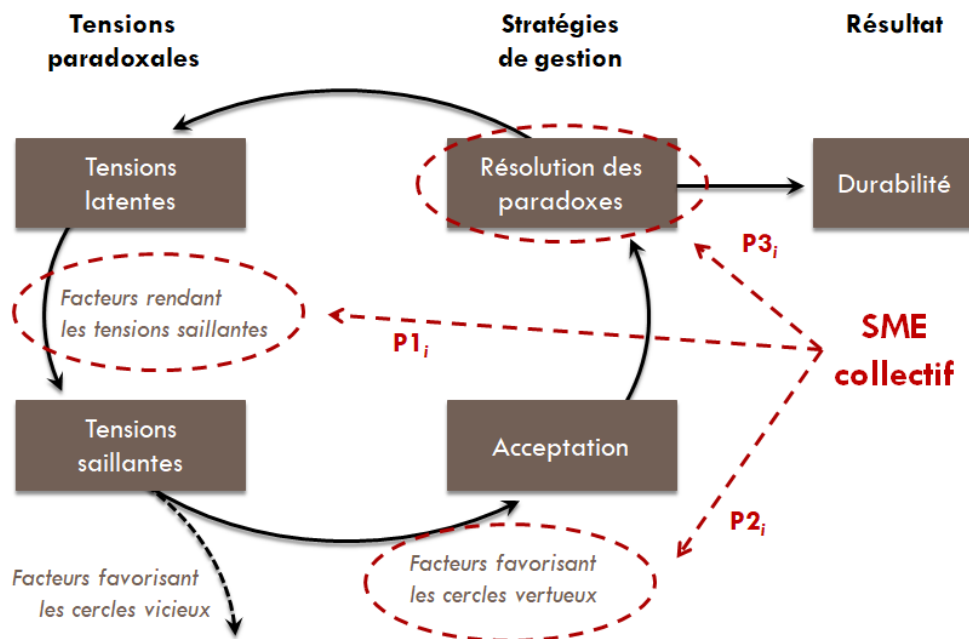 Tensions
paradoxales
Stratégies
de gestion
Résultat
Tensions
latentes
Résolution des
paradoxes
Durabilité
P3i
Facteurs rendant
les tensions saillantes
P1i
SME
collectif
Tensions
saillantes
Acceptation
P2i
Facteurs favorisant
les cercles vicieux
Facteurs favorisant
les cercles vertueux